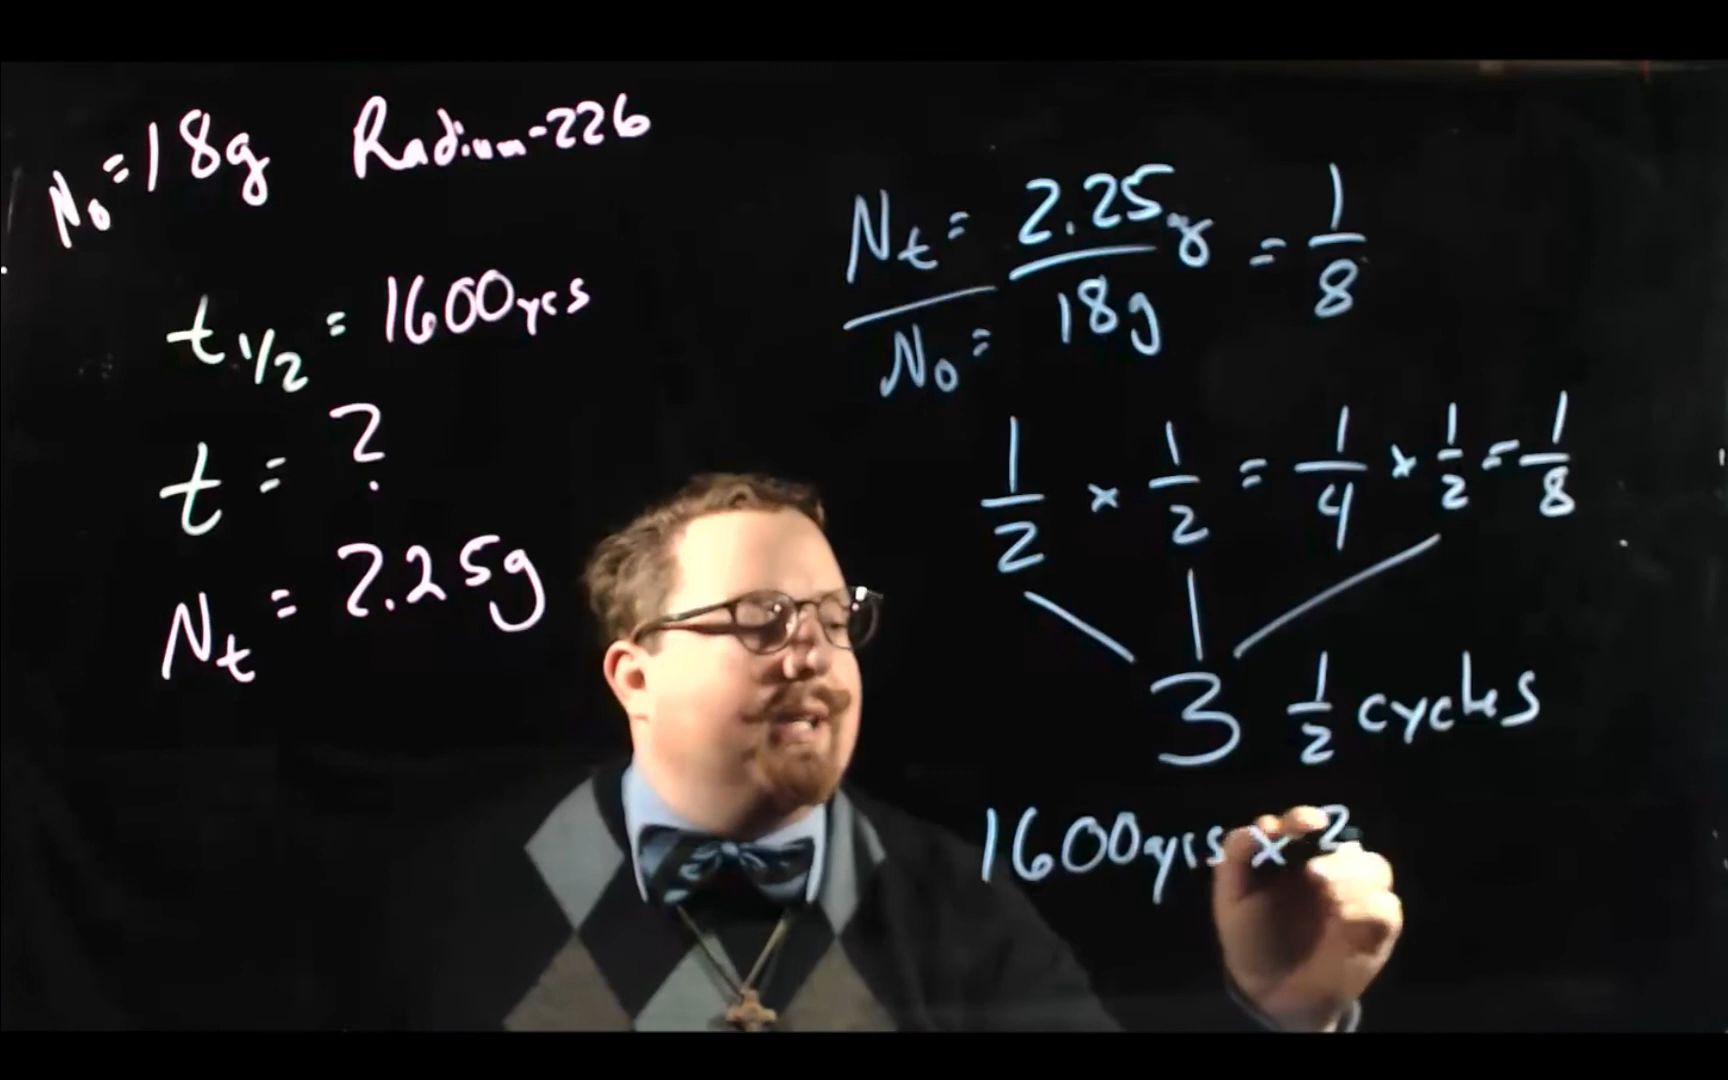 N₀ = 18g Radium-226
t 1/2 = 1600yrs
t = ?
Nt = 2.25g
Nt = 2.25g / N₀ = 18g = 1/8
1/2 x 1/2 = 1/4 x 1/2 = 1/8
3 1/2 cycles
1600yrs x 3